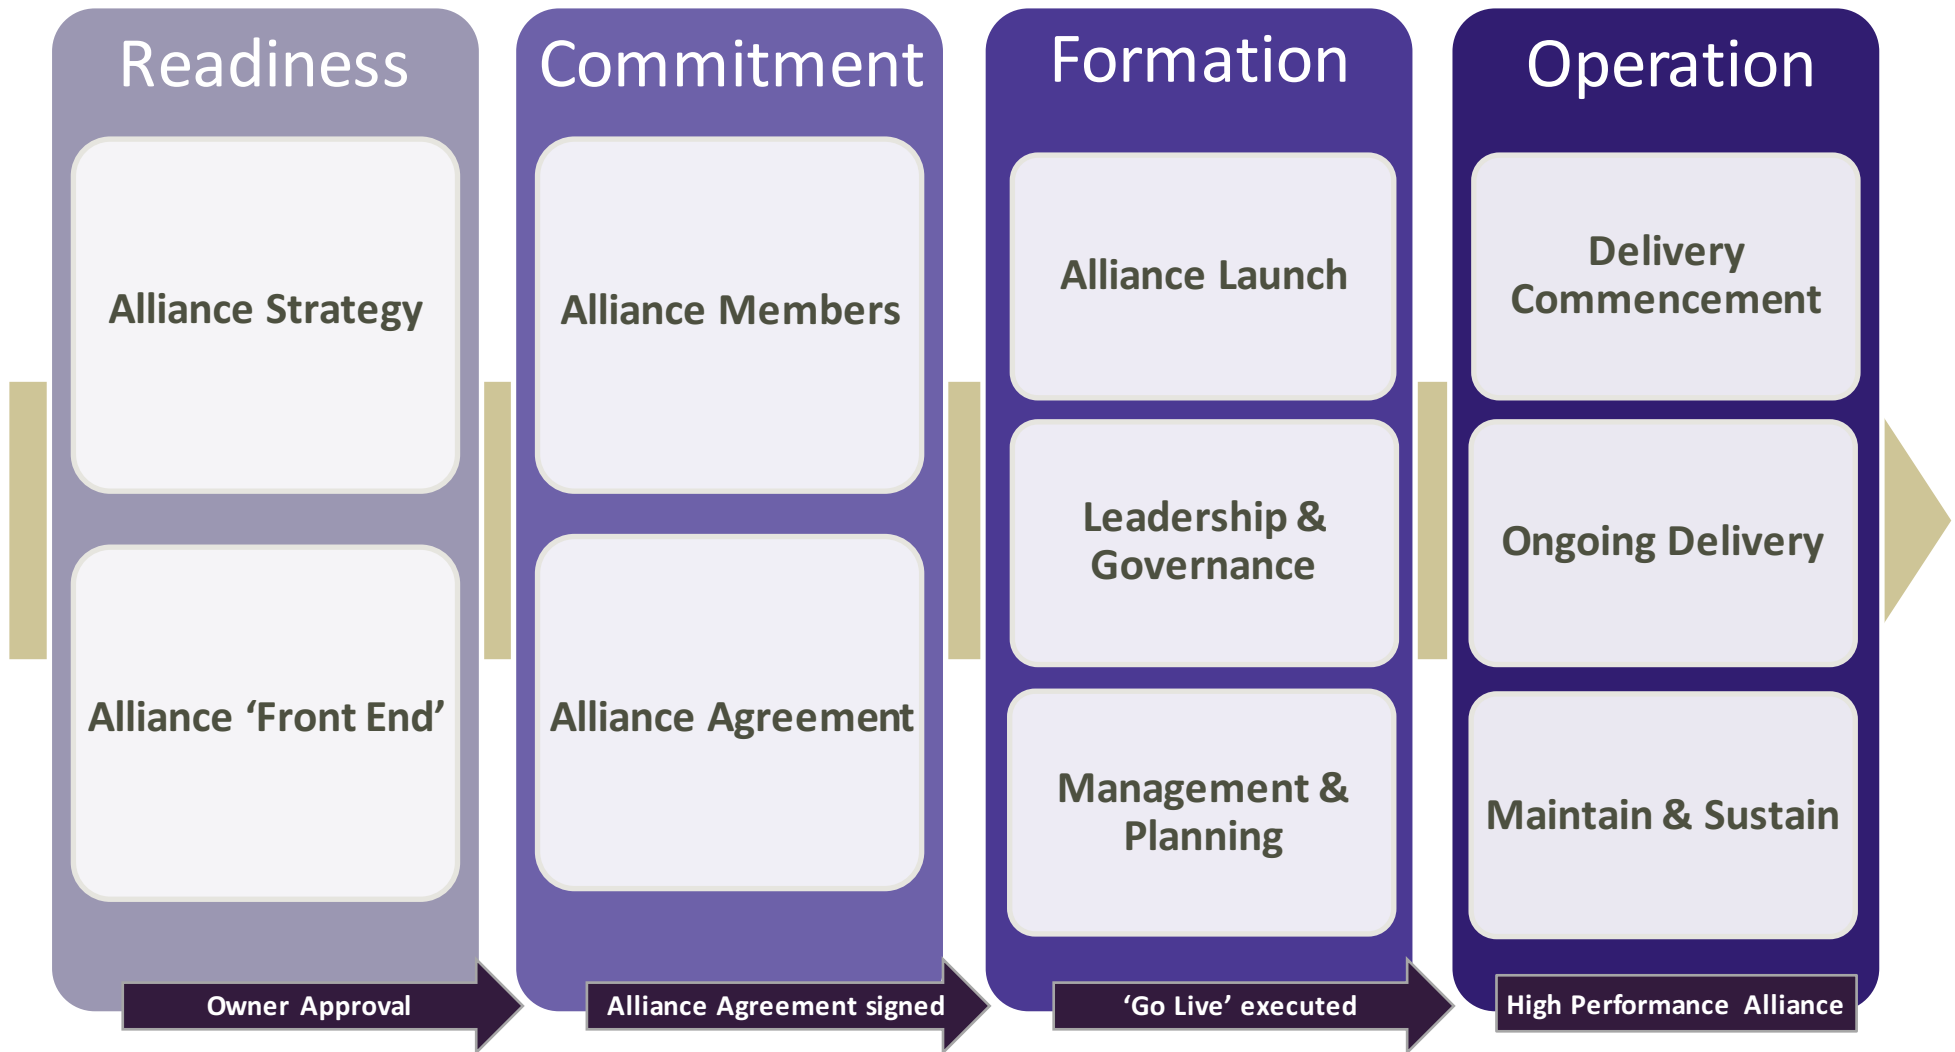 Readiness
Alliance Strategy
Alliance ‘Front End’
Owner Approval
Commitment
Alliance Members
Alliance Agreement
Alliance Agreement signed
Formation
Alliance Launch
Leadership &
Governance
Management &
Planning
‘Go Live’ executed
Operation
Delivery
Commencement
Ongoing Delivery
Maintain & Sustain
High Performance Alliance